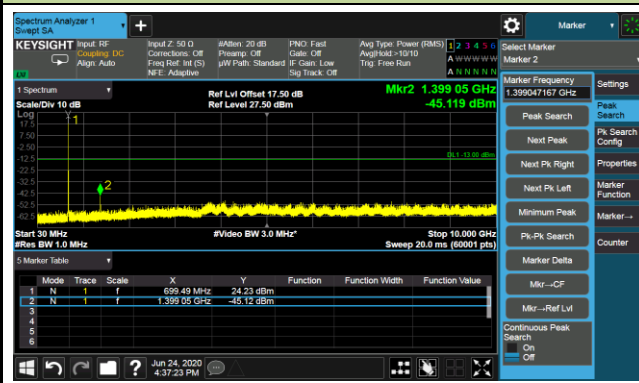 Spectrum Analyzer 1
Swept SA
+
Marker
KEYSIGHT
Input: RF
Coupling: DC
Align: Auto
Input Z: 50 Ω
Corrections: Off
Freq Ref: Int (S)
NFE: Adaptive
#Atten: 20 dB
Preamp: Off
µW Path: Standard
PNO: Fast
Gate: Off
IF Gain: Low
Sig Track: Off
Avg Type: Power (RMS)
Avg|Hold:>10/10
Trig: Free Run
1 2 3 4 5 6
A W W W W W
A N N N N N
Select Marker
Marker 2
LXI
1 Spectrum
Scale/Div 10 dB
Ref Lvl Offset 17.50 dB
Ref Level 27.50 dBm
Mkr2 1.399 05 GHz
-45.119 dBm
Log
17.5
7.50
-2.50
-12.5
-22.5
-32.5
-42.5
-52.5
-62.5
1
2
DL1 -13.00 dBm
Start 30 MHz
#Res BW 1.0 MHz
#Video BW 3.0 MHz*
Stop 10.000 GHz
Sweep 20.0 ms (60001 pts)
5 Marker Table
Mode Trace Scale X Y Function Function Width Function Value
1 N 1 f 699.49 MHz 24.23 dBm
2 N 1 f 1.399 05 GHz -45.12 dBm
3
4
5
6
Marker Frequency
1.399047167 GHz
Peak Search
Next Peak
Next Pk Right
Next Pk Left
Minimum Peak
Pk-Pk Search
Marker Delta
Mkr→CF
Mkr→Ref Lvl
Continuous Peak
Search
On
Off
Settings
Peak
Search
Pk Search
Config
Properties
Marker
Function
Marker→
Counter
?
Jun 24, 2020
4:37:23 PM